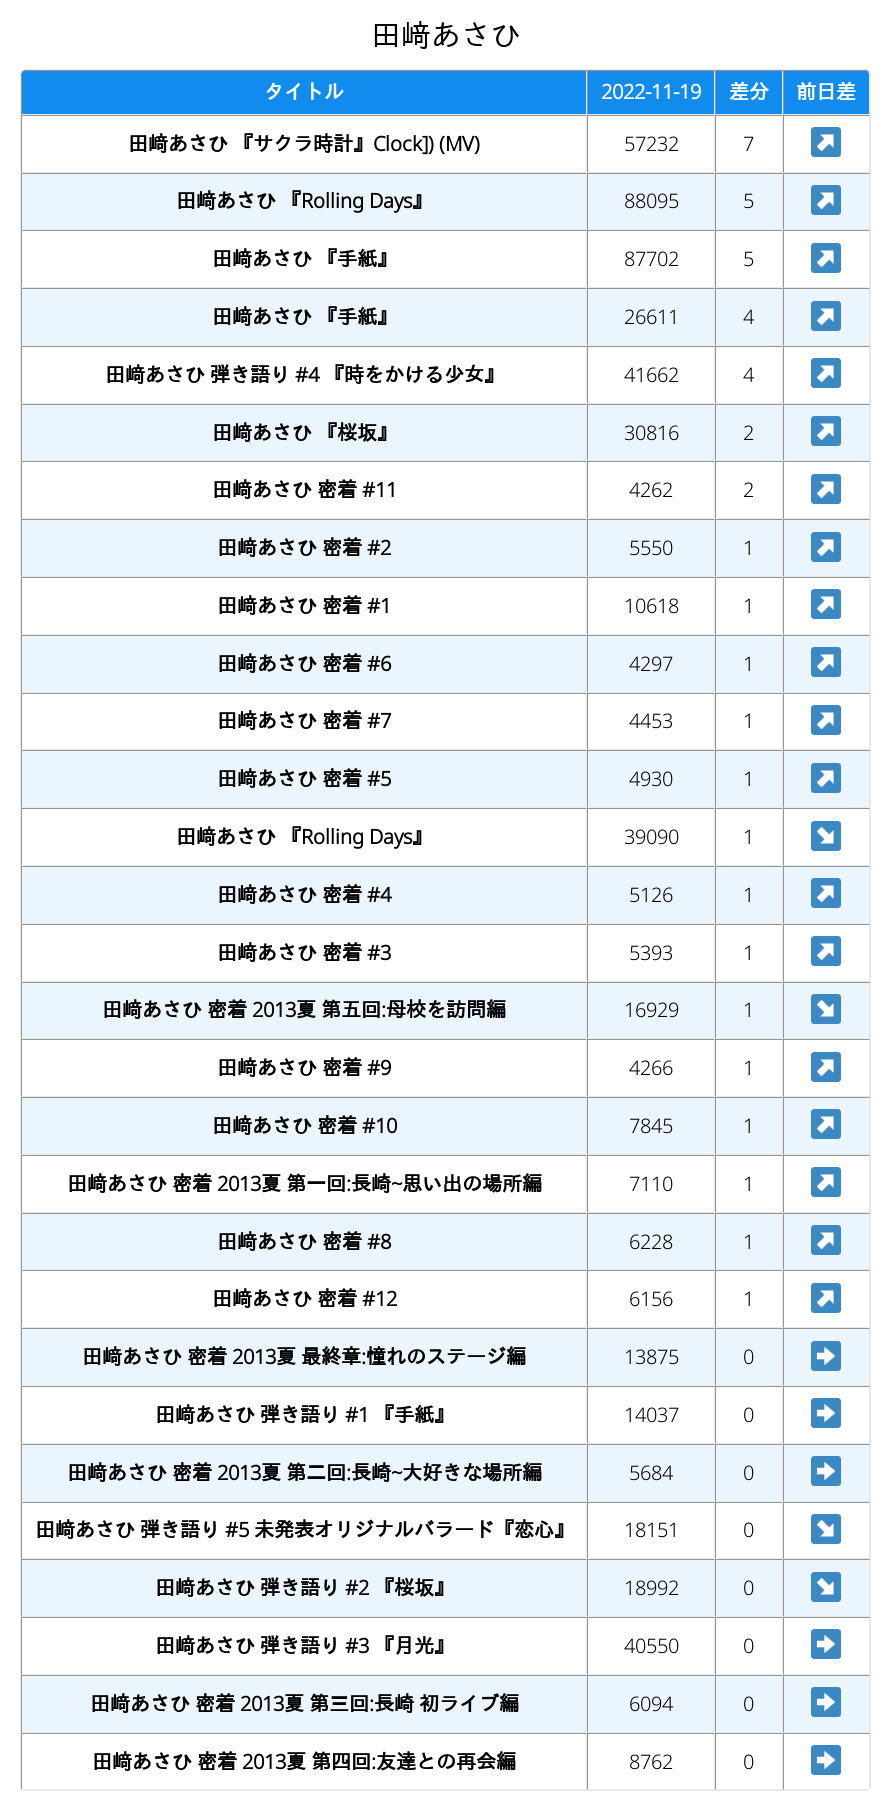 田﨑あさひ
タイトル 2022-11-19 差分 前日差
田﨑あさひ 『サクラ時計』Clock]) (MV) 57232 7 ↗
田﨑あさひ 『Rolling Days』 88095 5 ↗
田﨑あさひ 『手紙』 87702 5 ↗
田﨑あさひ 『手紙』 26611 4 ↗
田﨑あさひ 弾き語り #4 『時をかける少女』 41662 4 ↗
田﨑あさひ 『桜坂』 30816 2 ↗
田﨑あさひ 密着 #11 4262 2 ↗
田﨑あさひ 密着 #2 5550 1 ↗
田﨑あさひ 密着 #1 10618 1 ↗
田﨑あさひ 密着 #6 4297 1 ↗
田﨑あさひ 密着 #7 4453 1 ↗
田﨑あさひ 密着 #5 4930 1 ↗
田﨑あさひ 『Rolling Days』 39090 1 ↘
田﨑あさひ 密着 #4 5126 1 ↗
田﨑あさひ 密着 #3 5393 1 ↗
田﨑あさひ 密着 2013夏 第五回:母校を訪問編 16929 1 ↘
田﨑あさひ 密着 #9 4266 1 ↗
田﨑あさひ 密着 #10 7845 1 ↗
田﨑あさひ 密着 2013夏 第一回:長崎~思い出の場所編 7110 1 ↗
田﨑あさひ 密着 #8 6228 1 ↗
田﨑あさひ 密着 #12 6156 1 ↗
田﨑あさひ 密着 2013夏 最終章:憧れのステージ編 13875 0 ➡
田﨑あさひ 弾き語り #1 『手紙』 14037 0 ➡
田﨑あさひ 密着 2013夏 第二回:長崎~大好きな場所編 5684 0 ➡
田﨑あさひ 弾き語り #5 未発表オリジナルバラード『恋心』 18151 0 ↘
田﨑あさひ 弾き語り #2 『桜坂』 18992 0 ↘
田﨑あさひ 弾き語り #3 『月光』 40550 0 ➡
田﨑あさひ 密着 2013夏 第三回:長崎 初ライブ編 6094 0 ➡
田﨑あさひ 密着 2013夏 第四回:友達との再会編 8762 0 ➡